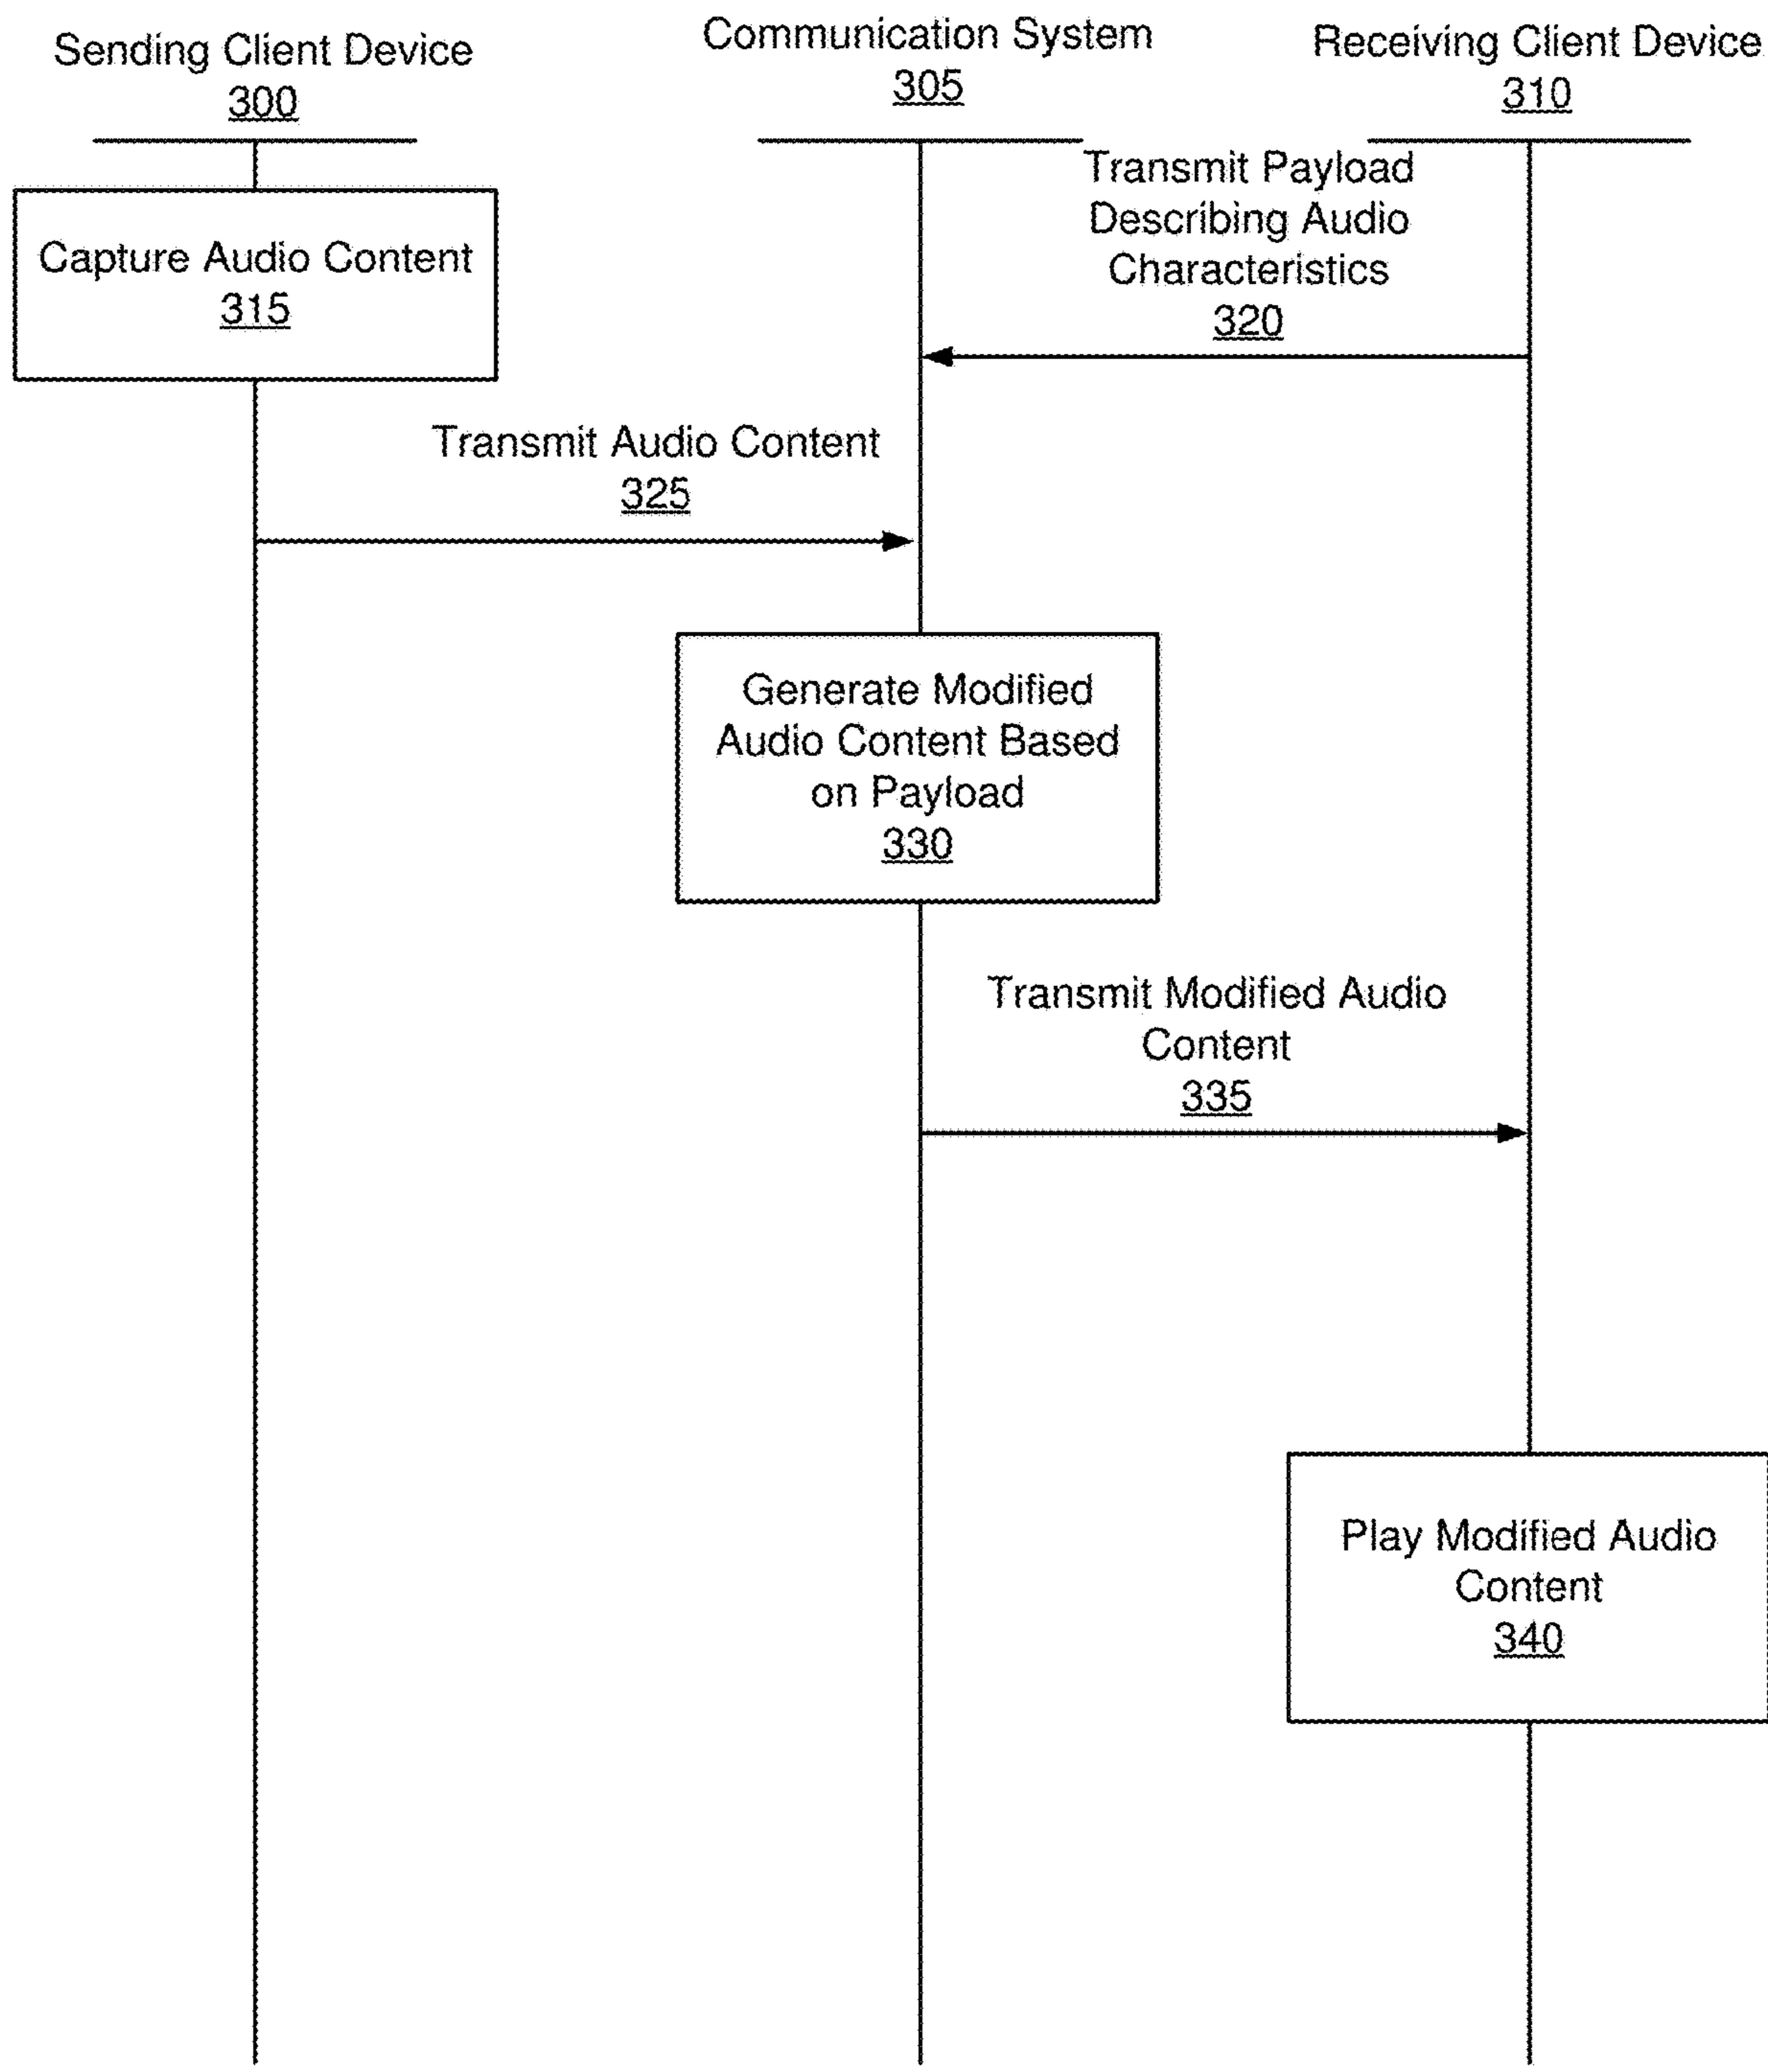 Sending Client Device
300
Communication System
305
Receiving Client Device
310
Capture Audio Content
315
Transmit Payload
Describing Audio
Characteristics
320
Transmit Audio Content
325
Generate Modified
Audio Content Based
on Payload
330
Transmit Modified Audio
Content
335
Play Modified Audio
Content
340